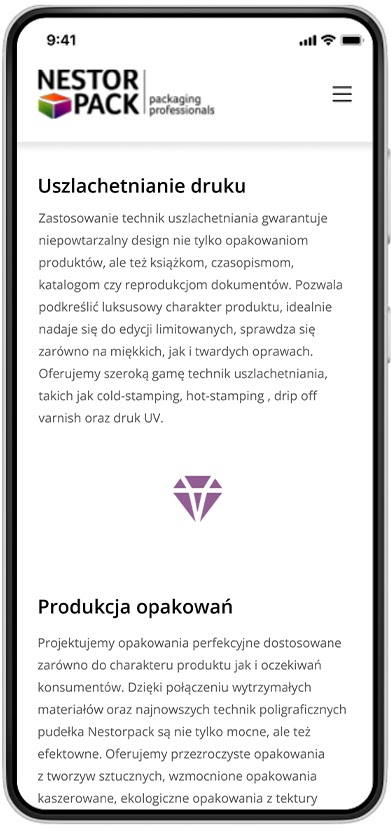 9:41
NESTOR
PACK packaging
professionals
Uszlachetnianie druku
Zastosowanie technik uszlachetniania gwarantuje
niepowtarzalny design nie tylko opakowaniom
produktów, ale też książkom, czasopismom,
katalogom czy reprodukcjom dokumentów. Pozwala
podkreślić luksusowy charakter produktu, idealnie
nadaje się do edycji limitowanych, sprawdza się
zarówno na miękkich, jak i twardych oprawach.
Oferujemy szeroką gamę technik uszlachetniania,
takich jak cold-stamping, hot-stamping , drip off
varnish oraz druk UV.
Produkcja opakowań
Projektujemy opakowania perfekcyjne dostosowane
zarówno do charakteru produktu jak i oczekiwań
konsumentów. Dzięki połączeniu wytrzymałych
materiałów oraz najnowszych technik poligraficznych
pudełka Nestorpack są nie tylko mocne, ale też
efektowne. Oferujemy przezroczyste opakowania
z tworzyw sztucznych, wzmocnione opakowania
kaszerowane, ekologiczne opakowania z tektury